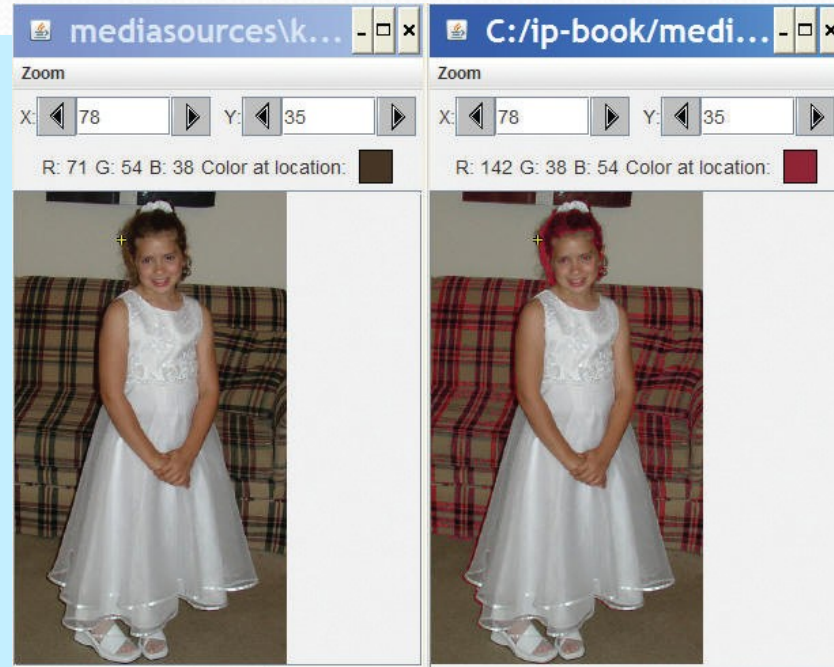 mediasources\k...
Zoom
X: 78 Y: 35
R: 71 G: 54 B: 38 Color at location:
C:/ip-book/medi...
Zoom
X: 78 Y: 35
R: 142 G: 38 B: 54 Color at location: